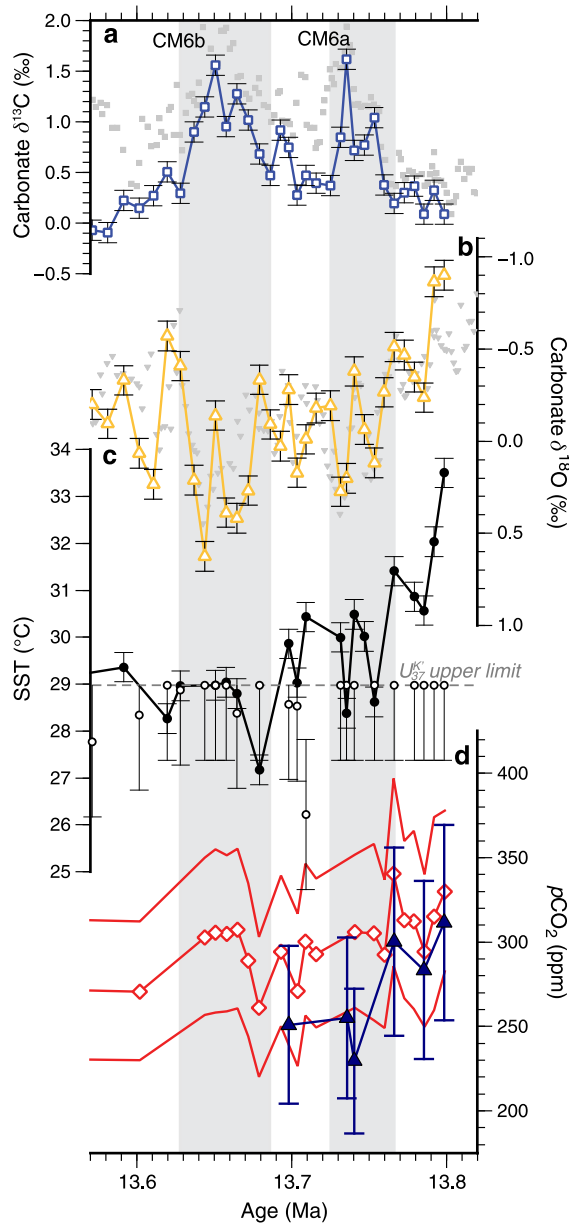 a
CM6b
CM6a
2.0
1.5
1.0
0.5
0.0
−0.5
Carbonate δ¹³C (‰)
b
−1.0
−0.5
0.0
0.5
1.0
Carbonate δ¹⁸O (‰)
c
34
33
32
31
30
29
28
27
26
25
SST (°C)
U₃₇ᴷ' upper limit
d
400
350
300
250
200
pCO₂ (ppm)
13.6
13.7
13.8
Age (Ma)